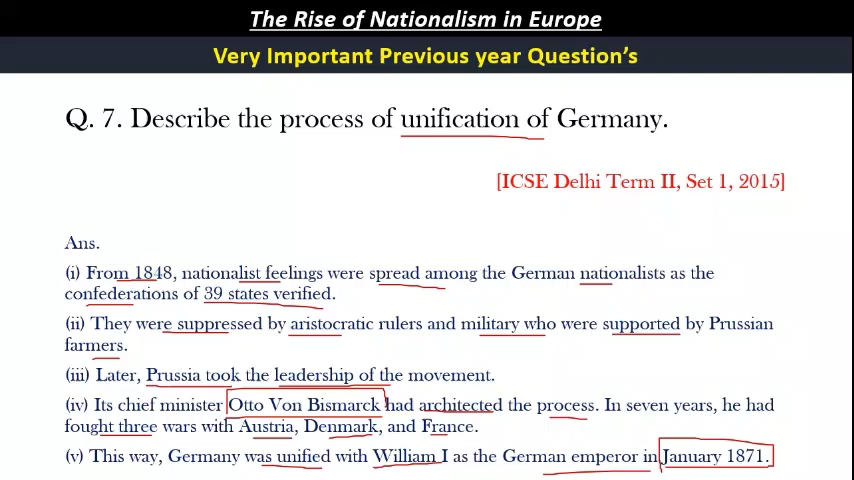 The Rise of Nationalism in Europe
Very Important Previous year Question's
Q. 7. Describe the process of unification of Germany.
[ICSE Delhi Term II, Set 1, 2015]
Ans.
(i) From 1848, nationalist feelings were spread among the German nationalists as the
confederations of 39 states verified.
(ii) They were suppressed by aristocratic rulers and military who were supported by Prussian
farmers.
(iii) Later, Prussia took the leadership of the movement.
(iv) Its chief minister Otto Von Bismarck had architected the process. In seven years, he had
fought three wars with Austria, Denmark, and France.
(v) This way, Germany was unified with William I as the German emperor in January 1871.